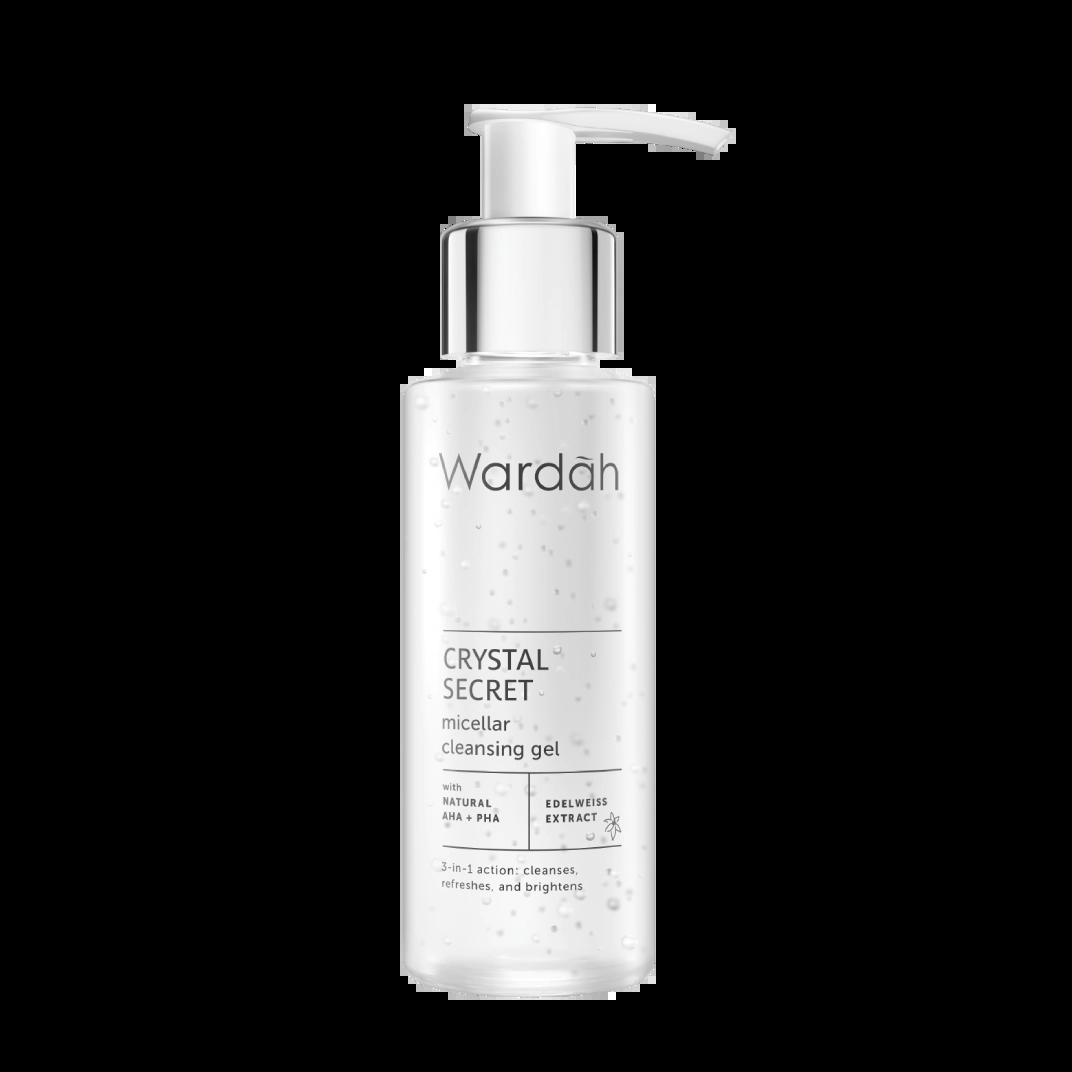 Wardãh
CRYSTAL
SECRET
micellar
cleansing gel
with
NATURAL
AHA + PHA
EDELWEISS
EXTRACT
3-in-1 action: cleanses,
refreshes, and brightens